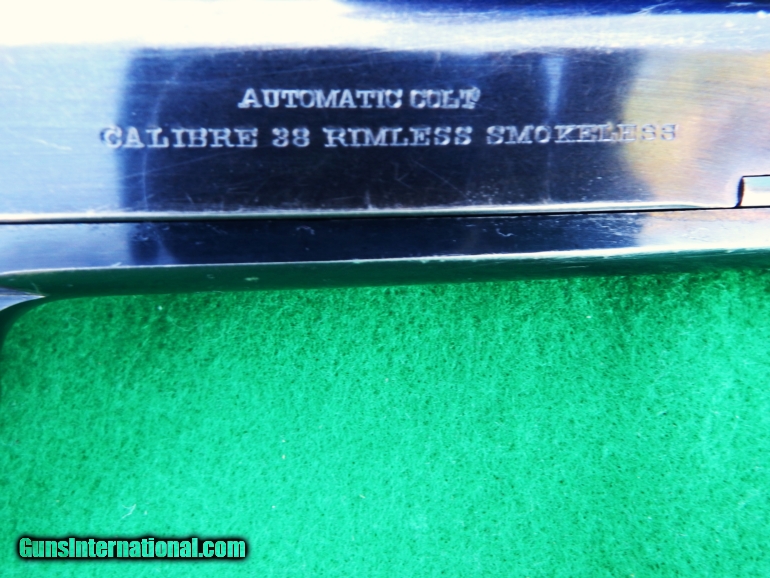 AUTOMATIC COLT
CALIBRE 38 RIMLESS SMOKELESS
GunsInternational.com